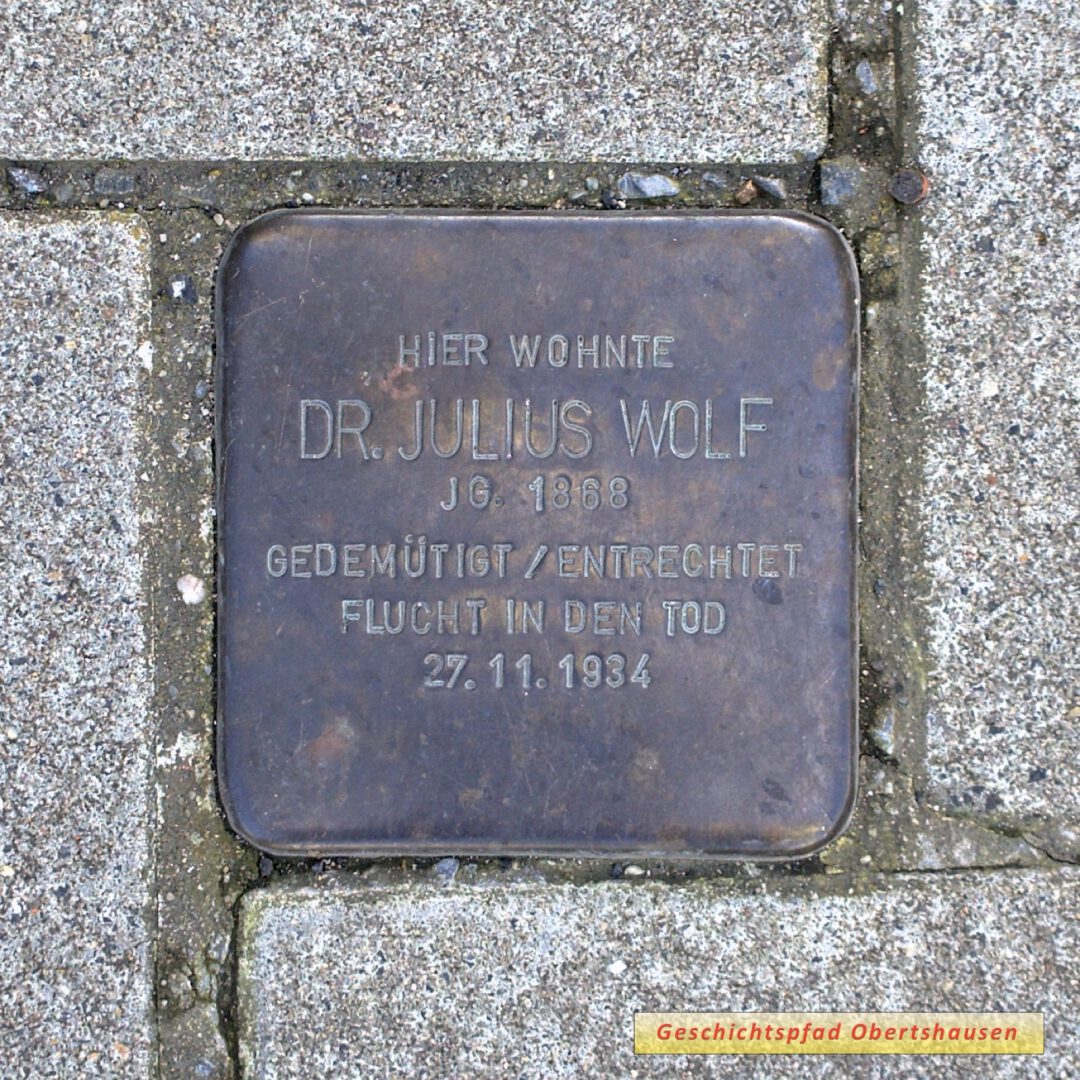 HIER WOHNTE
DR. JULIUS WOLF
JG. 1868
GEDEMÜTIGT / ENTRECHTET
FLUCHT IN DEN TOD
27. 11. 1934
Geschichtspfad Obertshausen